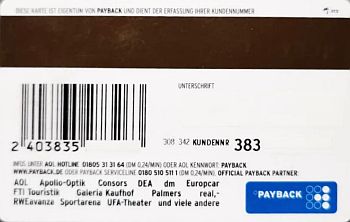 DIESE KARTE IST EIGENTUM VON PAYBACK UND DIENT DER ERFASSUNG IHRER KUNDENNUMMER
UNTERSCHRIFT
2 403835
308 342 KUNDENNR 383
INFOS UNTER AOL HOTLINE 01805 31 31 64 (DM 0,24/MIN) ODER AOL KENNWORT: PAYBACK
WWW.PAYBACK.DE ODER PAYBACK SERVICELINE 0180 510 511 1 (DM 0,24/MIN). OFFICIAL PAYBACK PARTNER:
AOL Apollo-Optik Consors DEA dm Europcar
FTI Touristik Galeria Kaufhof Palmers real,-
RWEavanza Sportarena UFA-Theater und viele andere
PAYBACK